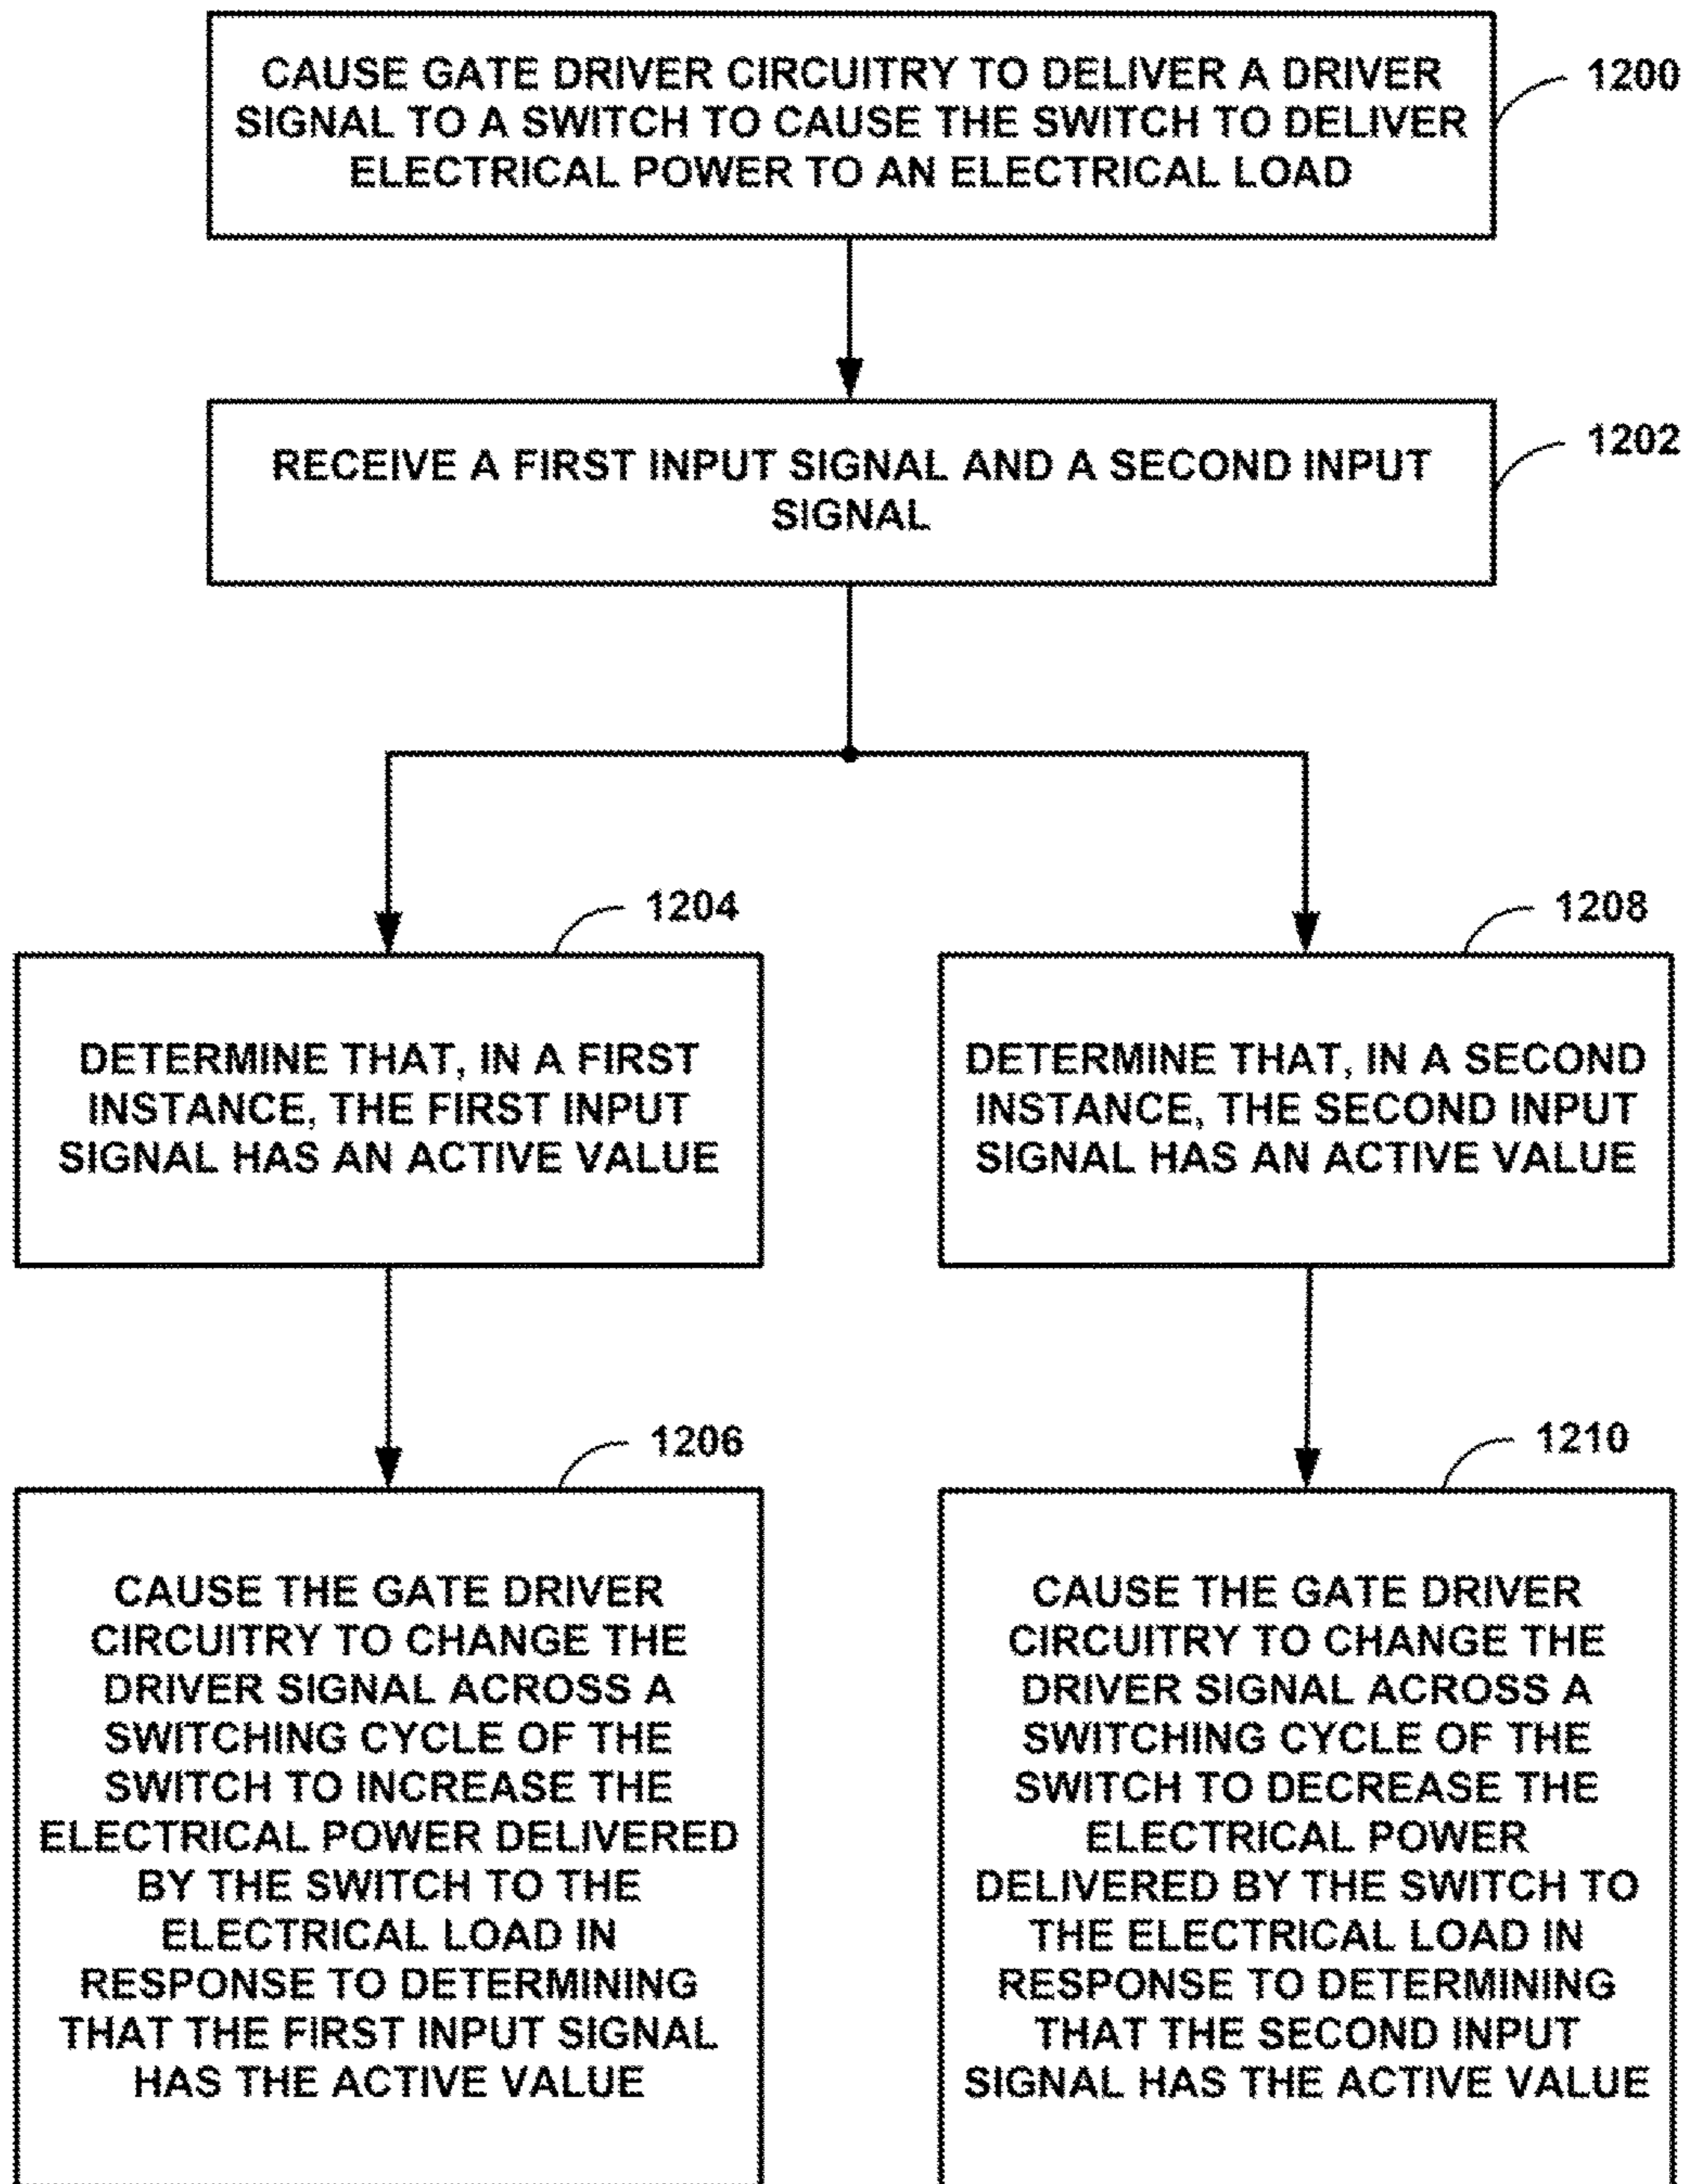 CAUSE GATE DRIVER CIRCUITRY TO DELIVER A DRIVER
SIGNAL TO A SWITCH TO CAUSE THE SWITCH TO DELIVER
ELECTRICAL POWER TO AN ELECTRICAL LOAD
1200
RECEIVE A FIRST INPUT SIGNAL AND A SECOND INPUT
SIGNAL
1202
1204
DETERMINE THAT, IN A FIRST
INSTANCE, THE FIRST INPUT
SIGNAL HAS AN ACTIVE VALUE
1208
DETERMINE THAT, IN A SECOND
INSTANCE, THE SECOND INPUT
SIGNAL HAS AN ACTIVE VALUE
1206
CAUSE THE GATE DRIVER
CIRCUITRY TO CHANGE THE
DRIVER SIGNAL ACROSS A
SWITCHING CYCLE OF THE
SWITCH TO INCREASE THE
ELECTRICAL POWER DELIVERED
BY THE SWITCH TO THE
ELECTRICAL LOAD IN
RESPONSE TO DETERMINING
THAT THE FIRST INPUT SIGNAL
HAS THE ACTIVE VALUE
1210
CAUSE THE GATE DRIVER
CIRCUITRY TO CHANGE THE
DRIVER SIGNAL ACROSS A
SWITCHING CYCLE OF THE
SWITCH TO DECREASE THE
ELECTRICAL POWER
DELIVERED BY THE SWITCH TO
THE ELECTRICAL LOAD IN
RESPONSE TO DETERMINING
THAT THE SECOND INPUT
SIGNAL HAS THE ACTIVE VALUE